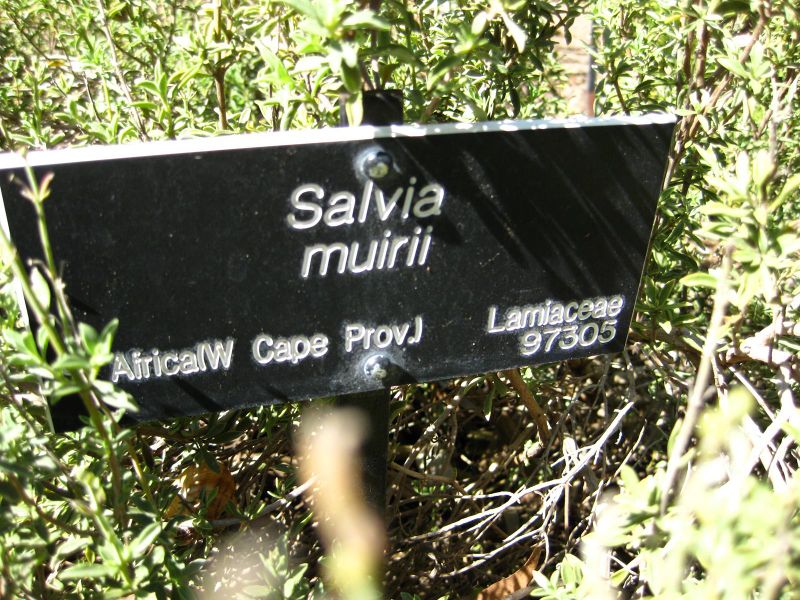 Salvia
muirii
Africa(W Cape Prov.)
Lamiaceae
97305